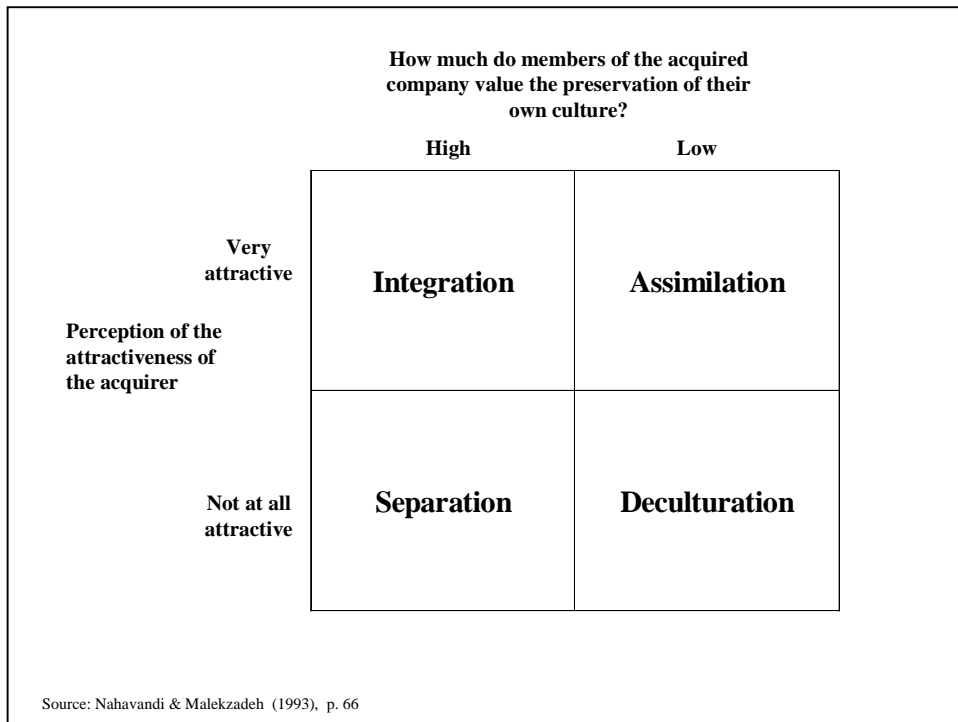 How much do members of the acquired
company value the preservation of their
own culture?
High
Low
Very
attractive
Integration
Assimilation
Perception of the
attractiveness of
the acquirer
Not at all
attractive
Separation
Deculturation
Source: Nahavandi & Malekzadeh (1993), p. 66